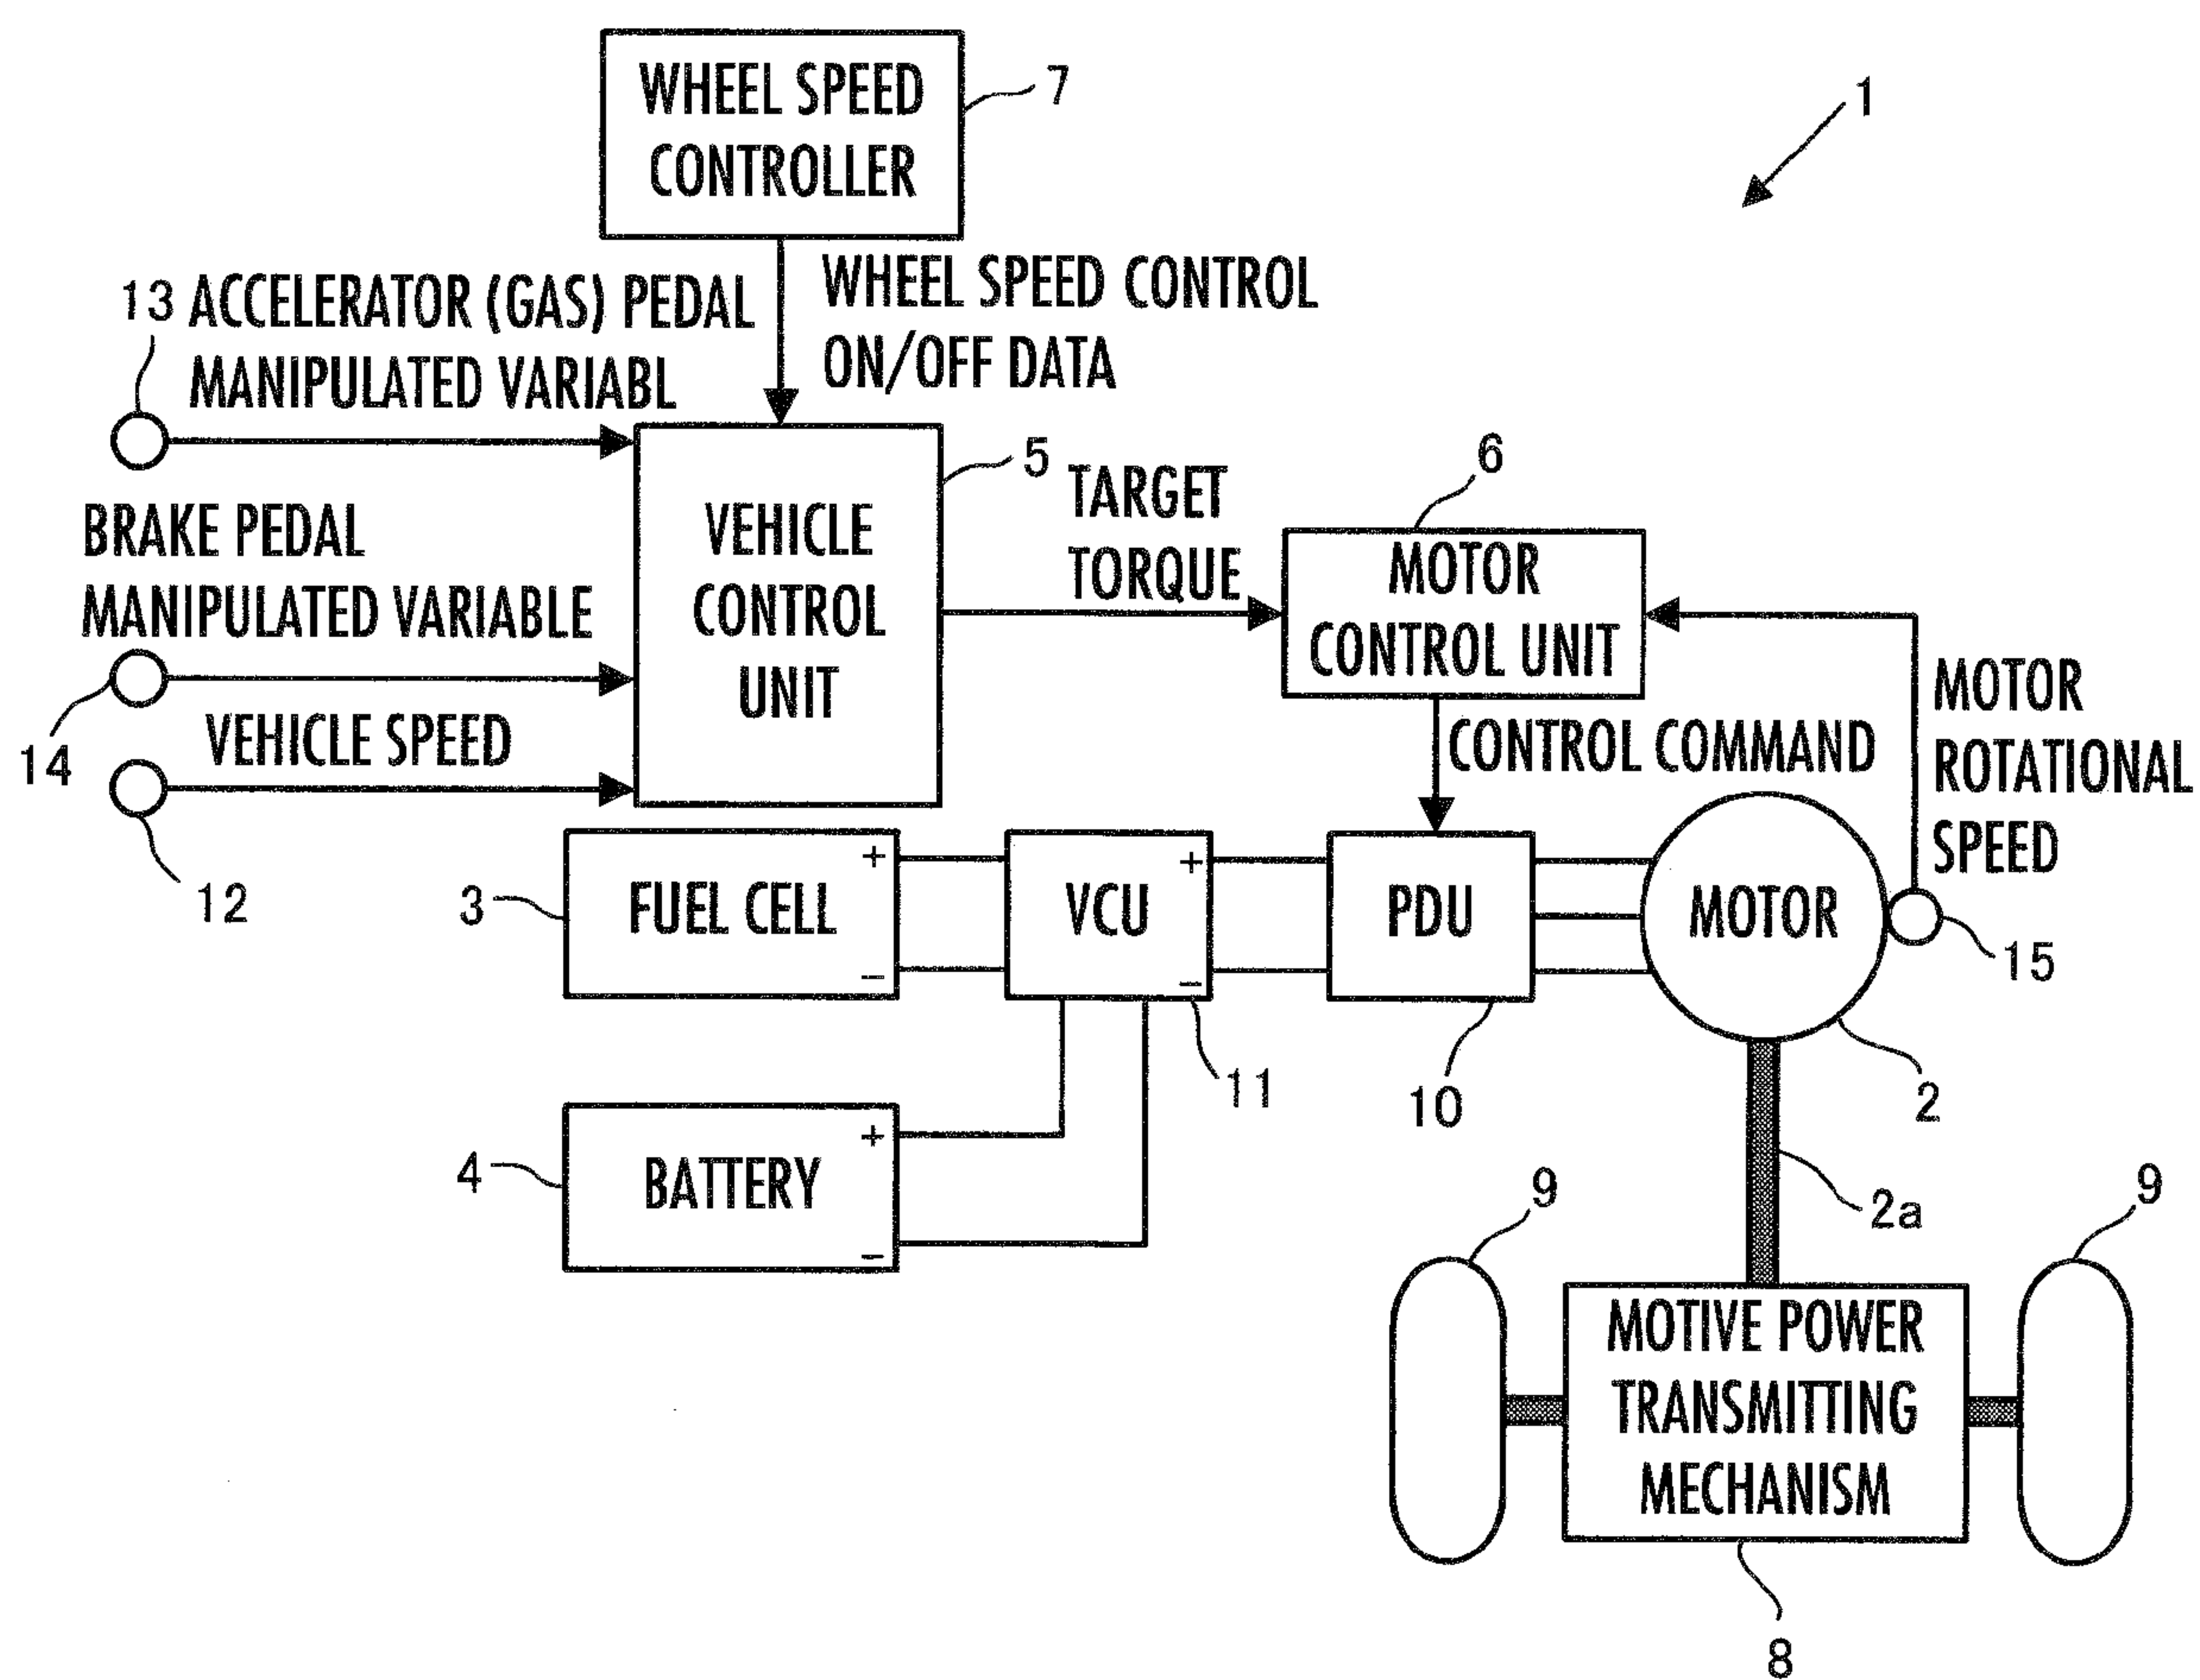 WHEEL SPEED
CONTROLLER
7
1
WHEEL SPEED CONTROL
ON/OFF DATA
13
ACCELERATOR (GAS) PEDAL
MANIPULATED VARIABL
BRAKE PEDAL
MANIPULATED VARIABLE
14
VEHICLE SPEED
12
VEHICLE
CONTROL
UNIT
5
TARGET
TORQUE
6
MOTOR
CONTROL UNIT
CONTROL COMMAND
MOTOR
ROTATIONAL
SPEED
3
FUEL CELL
+
−
VCU
+
−
11
PDU
10
MOTOR
15
2
2a
4
BATTERY
+
−
9
9
MOTIVE POWER
TRANSMITTING
MECHANISM
8